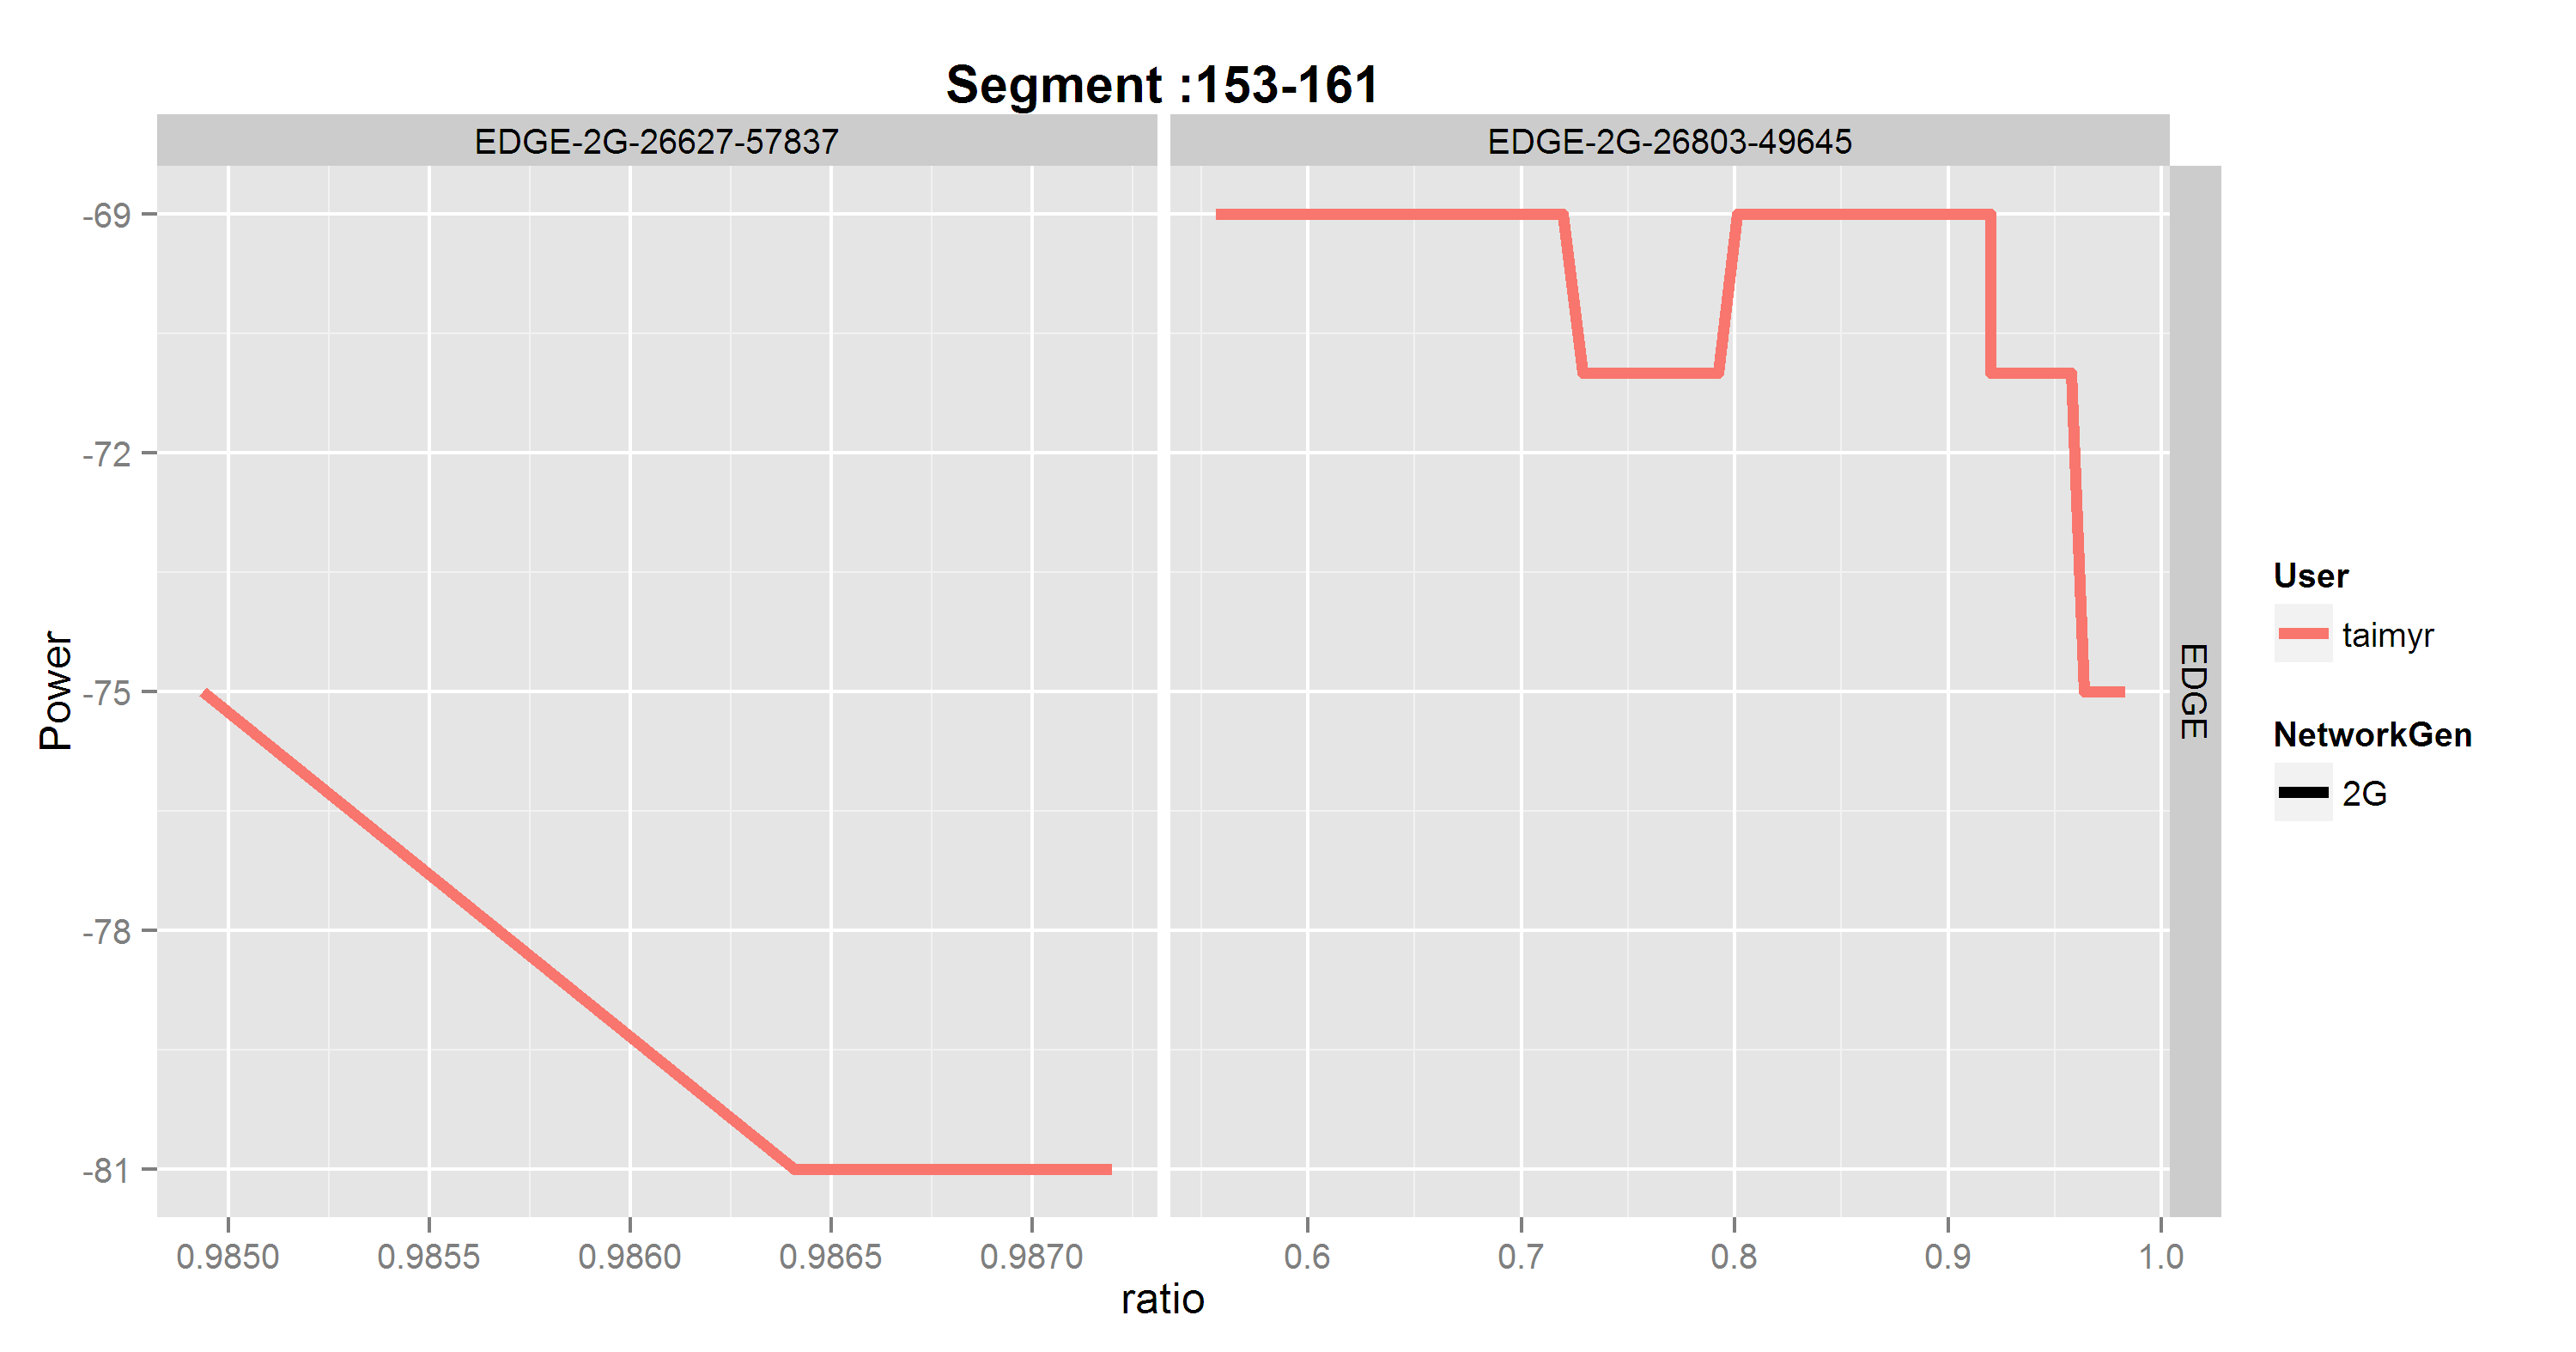 Segment :153-161
EDGE-2G-26627-57837
EDGE-2G-26803-49645
Power
-69
-72
-75
-78
-81
EDGE
0.9850
0.9855
0.9860
0.9865
0.9870
0.6
0.7
0.8
0.9
1.0
ratio
User
taimyr
NetworkGen
2G